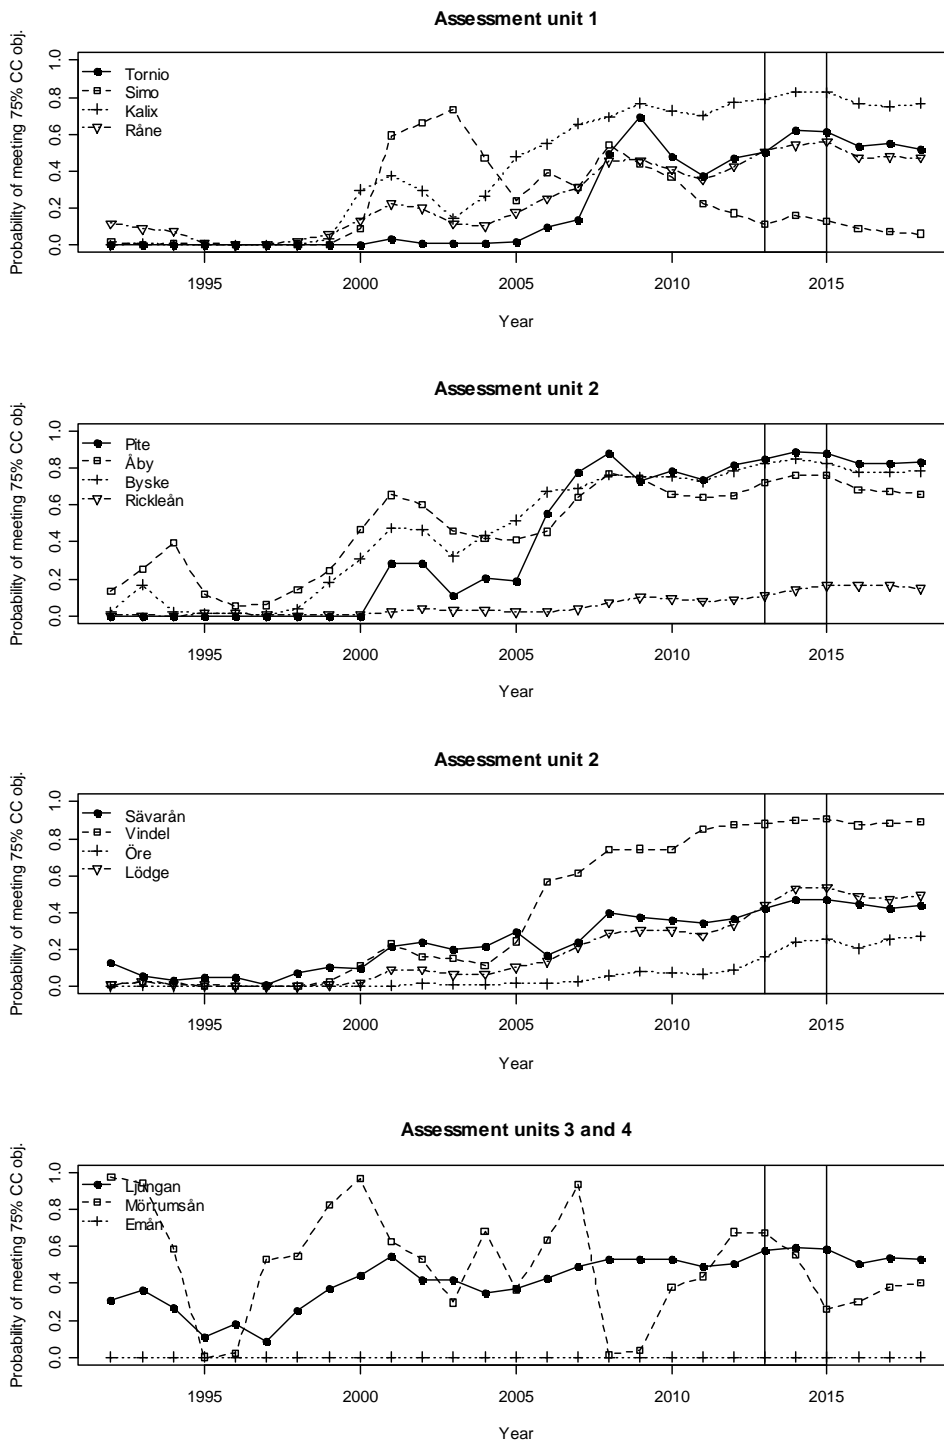 Assessment unit 1
Probability of meeting 75% CC obj.
1.0
0.8
0.6
0.4
0.2
0.0
Tornio
Simo
Kalix
Råne
1995 2000 2005 2010 2015
Year
Assessment unit 2
Probability of meeting 75% CC obj.
1.0
0.8
0.6
0.4
0.2
0.0
Pite
Åby
Byske
Rickleån
1995 2000 2005 2010 2015
Year
Assessment unit 2
Probability of meeting 75% CC obj.
1.0
0.8
0.6
0.4
0.2
0.0
Sävarån
Vindel
Öre
Lödge
1995 2000 2005 2010 2015
Year
Assessment units 3 and 4
Probability of meeting 75% CC obj.
1.0
0.8
0.6
0.4
0.2
0.0
Ljungan
Mörrumsån
Emån
1995 2000 2005 2010 2015
Year